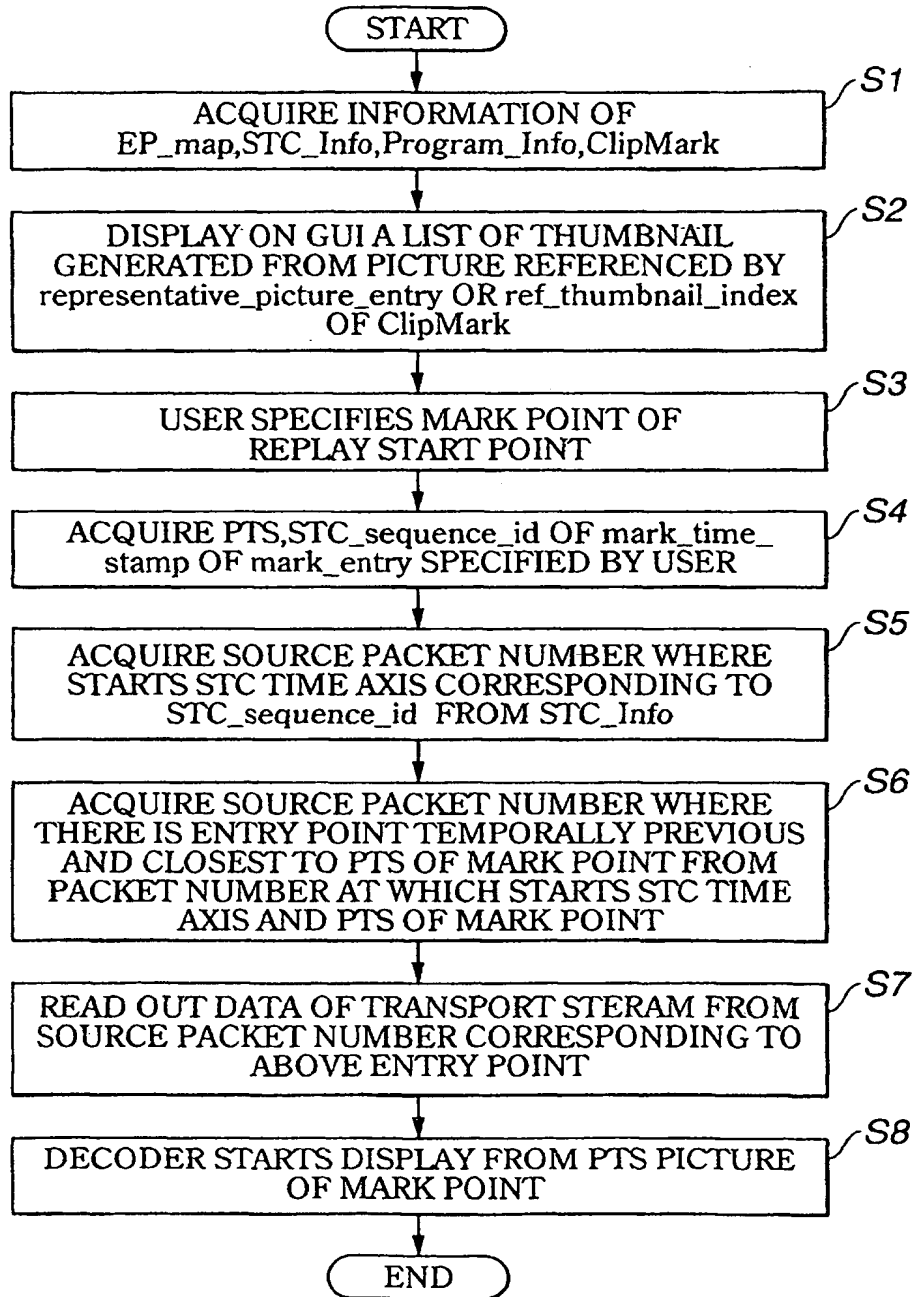 START
S1
ACQUIRE INFORMATION OF
EP_map,STC_Info,Program_Info,ClipMark
S2
DISPLAY ON GUI A LIST OF THUMBNAIL
GENERATED FROM PICTURE REFERENCED BY
representative_picture_entry OR ref_thumbnail_index
OF ClipMark
S3
USER SPECIFIES MARK POINT OF
REPLAY START POINT
S4
ACQUIRE PTS,STC_sequence_id OF mark_time_
stamp OF mark_entry SPECIFIED BY USER
S5
ACQUIRE SOURCE PACKET NUMBER WHERE
STARTS STC TIME AXIS CORRESPONDING TO
STC_sequence_id FROM STC_Info
S6
ACQUIRE SOURCE PACKET NUMBER WHERE
THERE IS ENTRY POINT TEMPORALLY PREVIOUS
AND CLOSEST TO PTS OF MARK POINT FROM
PACKET NUMBER AT WHICH STARTS STC TIME
AXIS AND PTS OF MARK POINT
S7
READ OUT DATA OF TRANSPORT STERAM FROM
SOURCE PACKET NUMBER CORRESPONDING TO
ABOVE ENTRY POINT
S8
DECODER STARTS DISPLAY FROM PTS PICTURE
OF MARK POINT
END